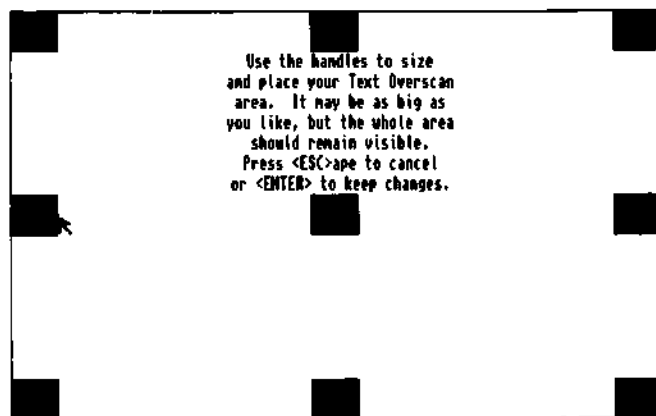 Use the handles to size
and place your Text Overscan
area. It may be as big as
you like, but the whole area
should remain visible.
Press <ESC>ape to cancel
or <ENTER> to keep changes.